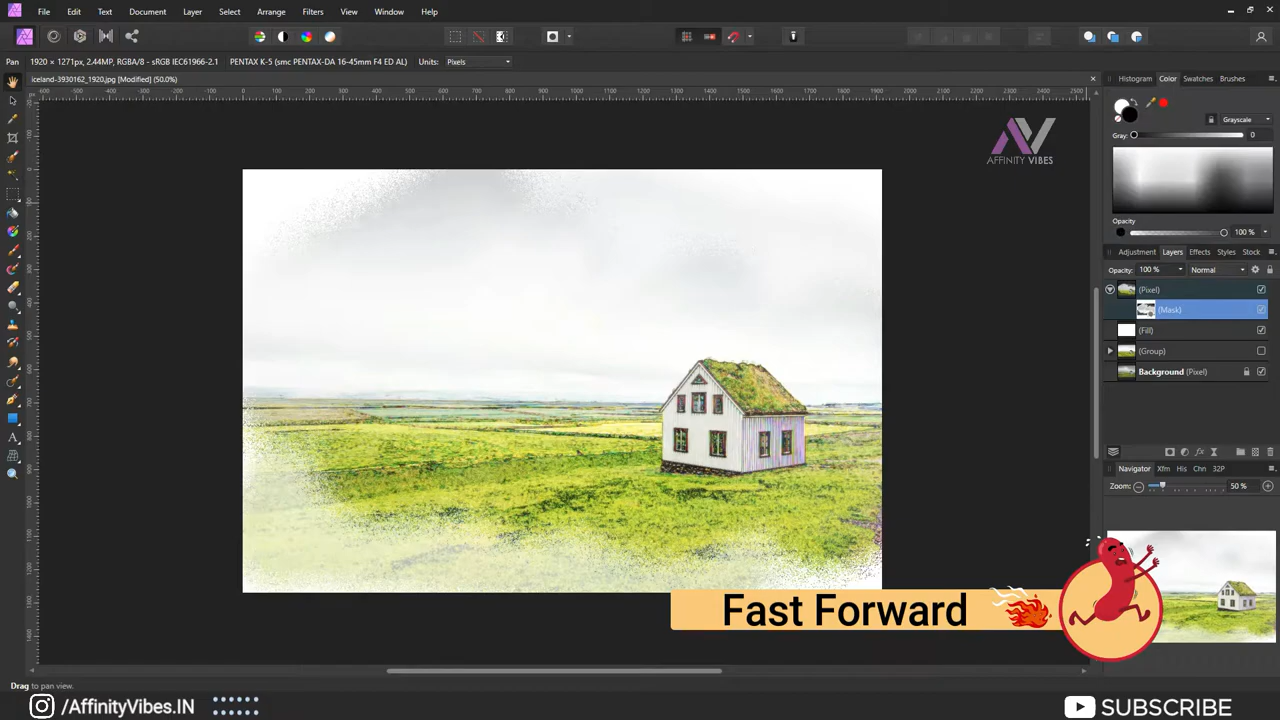 File Edit Text Document Layer Select Arrange Filters View Window Help
Pan 1920 × 1271px, 2.44MP, RGBA/8 - sRGB IEC61966-2.1 PENTAX K-5 (smc PENTAX-DA 16-45mm F4 ED AL) Units: Pixels
iceland-3930162_1920.jpg [Modified] (50.0%)
Histogram Color Swatches Brushes
Grayscale
Gray: 0
Opacity
100 %
Adjustment Layers Effects Styles Stock
Opacity: 100 % Normal
(Pixel)
(Mask)
(Fill)
(Group)
Background (Pixel)
Navigator Xfm His Chn 32P
Zoom: 50 %
AFFINITY VIBES
Fast Forward
Drag to pan view.
/AffinityVibes.IN
SUBSCRIBE